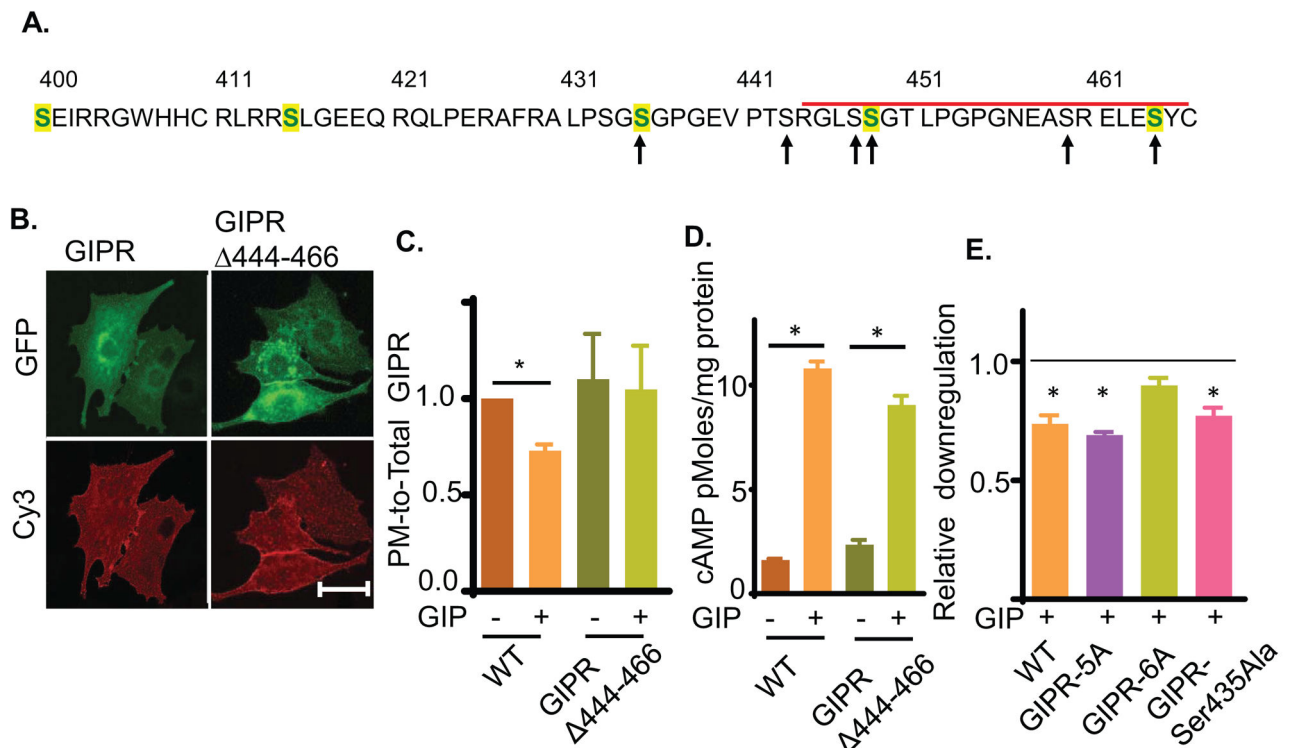 A.
400 411 421 431 441 451 461
SEIRRGWHHC RLRRSLGEEQ RQLPERAFRA LPSGSGPGEV PTSRGLSSGT LPGPGNEASR ELESYC
B.
GIPR
GIPR
Δ444-466
GFP
Cy3
C.
PM-to-Total GIPR
1.0
0.5
0.0
*
GIP - + - +
WT
GIPR
Δ444-466
D.
cAMP pMoles/mg protein
10
5
0
* *
GIP - + - +
WT
GIPR
Δ444-466
E.
Relative downregulation
1.0
0.5
* * *
GIP + + + +
WT
GIPR-5A
GIPR-6A
GIPR-
Ser435Ala